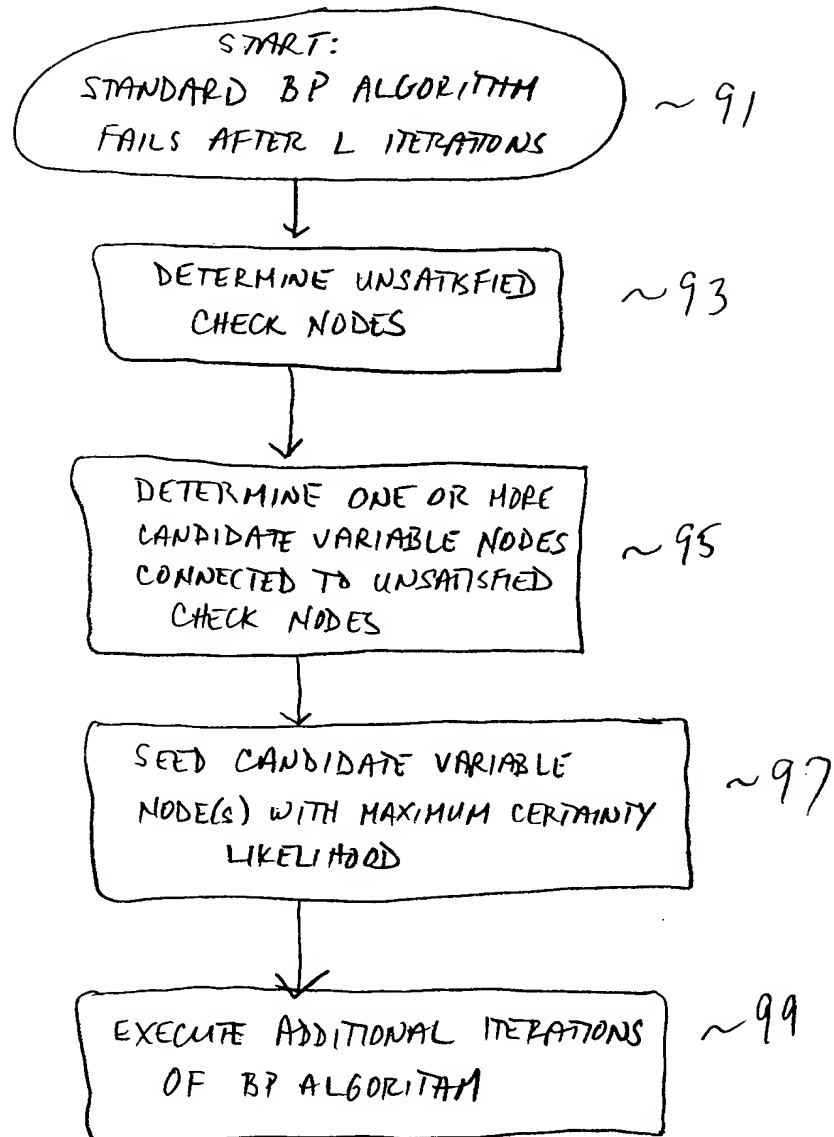 START:
STANDARD BP ALGORITHM
FAILS AFTER L ITERATIONS
~ 91
DETERMINE UNSATISFIED
CHECK NODES
~93
DETERMINE ONE OR MORE
CANDIDATE VARIABLE NODES
CONNECTED TO UNSATISFIED
CHECK NODES
~95
SEED CANDIDATE VARIABLE
NODE(S) WITH MAXIMUM CERTAINTY
LIKELIHOOD
~97
EXECUTE ADDITIONAL ITERATIONS
OF BP ALGORITHM
~99